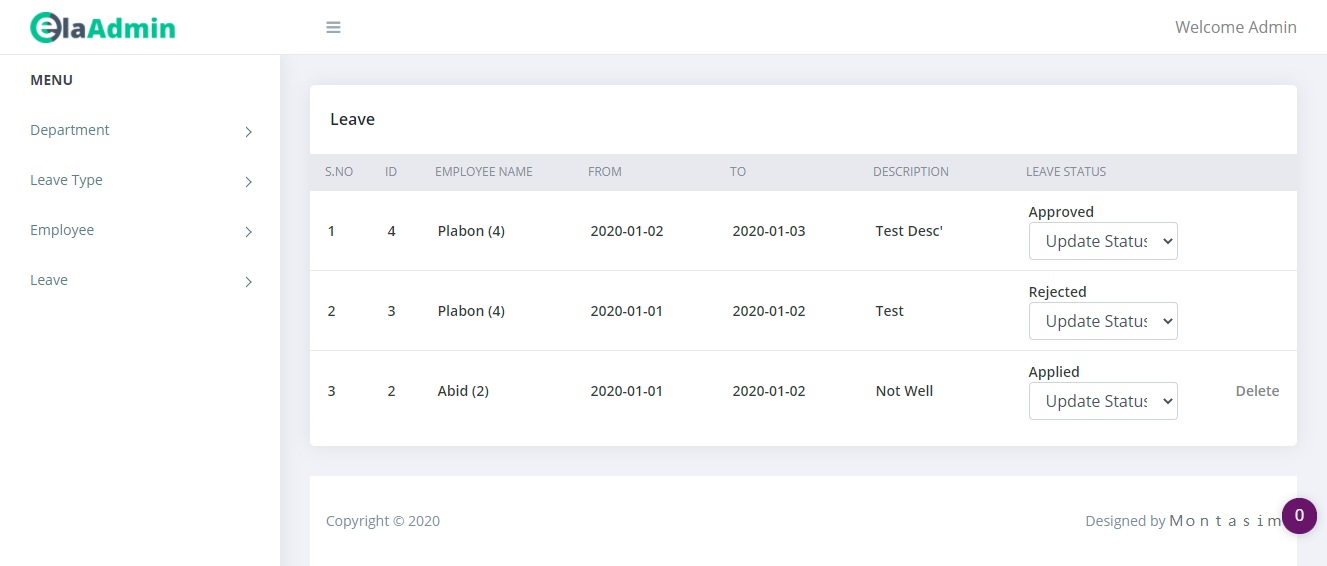 elaAdmin
Welcome Admin
MENU
Department
Leave Type
Employee
Leave
Leave
S.NO ID EMPLOYEE NAME FROM TO DESCRIPTION LEAVE STATUS
1 4 Plabon (4) 2020-01-02 2020-01-03 Test Desc' Approved
Update Status
2 3 Plabon (4) 2020-01-01 2020-01-02 Test Rejected
Update Status
3 2 Abid (2) 2020-01-01 2020-01-02 Not Well Applied
Update Status
Delete
Copyright © 2020
Designed by Montasim
0